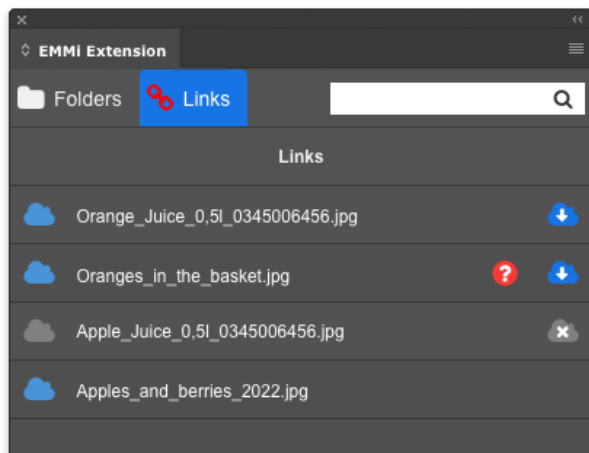 EMMi Extension
Folders Links
Links
Orange_Juice_0,5l_0345006456.jpg
Oranges_in_the_basket.jpg ?
Apple_Juice_0,5l_0345006456.jpg
Apples_and_berries_2022.jpg